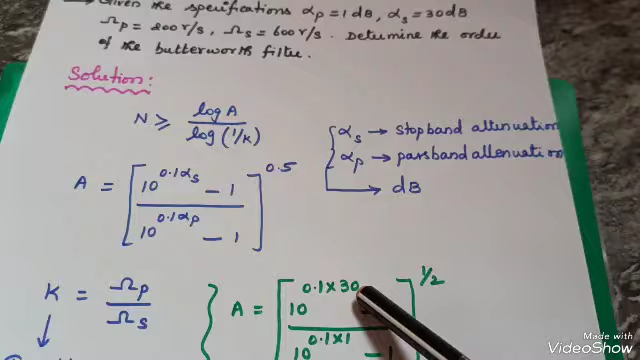 Given the specifications αp = 1 dB, αs = 30 dB
Ωp = 200 r/s, Ωs = 600 r/s. Determine the order
of the butterworth filter.
Solution:
N ≥ log A / log (1/K)
A = [ (10^0.1αs − 1) / (10^0.1αp − 1) ]^0.5
αs → stopband attenuation
αp → passband attenuation
→ dB
K = Ωp / Ωs
A = [ 10^0.1×30 / 10^0.1×1 − 1 ]^1/2
Made with
VideoShow